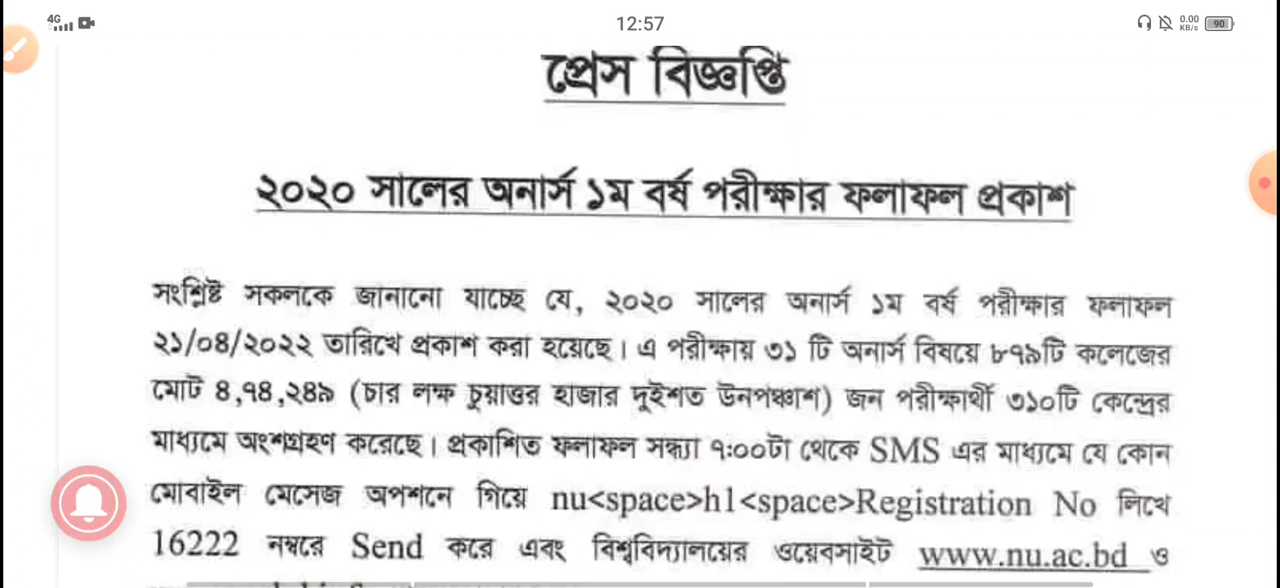 4G 12:57 0.00 KB/s 90
প্রেস বিজ্ঞপ্তি
২০২০ সালের অনার্স ১ম বর্ষ পরীক্ষার ফলাফল প্রকাশ
সংশ্লিষ্ট সকলকে জানানো যাচ্ছে যে, ২০২০ সালের অনার্স ১ম বর্ষ পরীক্ষার ফলাফল
২১/০৪/২০২২ তারিখে প্রকাশ করা হয়েছে। এ পরীক্ষায় ৩১ টি অনার্স বিষয়ে ৮৭৯টি কলেজের
মোট ৪,৭৪,২৪৯ (চার লক্ষ চুয়াত্তর হাজার দুইশত উনপঞ্চাশ) জন পরীক্ষার্থী ৩১০টি কেন্দ্রের
মাধ্যমে অংশগ্রহণ করেছে। প্রকাশিত ফলাফল সন্ধ্যা ৭:০০টা থেকে SMS এর মাধ্যমে যে কোন
মোবাইল মেসেজ অপশনে গিয়ে nu<space>h1<space>Registration No লিখে
16222 নম্বরে Send করে এবং বিশ্ববিদ্যালয়ের ওয়েবসাইট www.nu.ac.bd ও